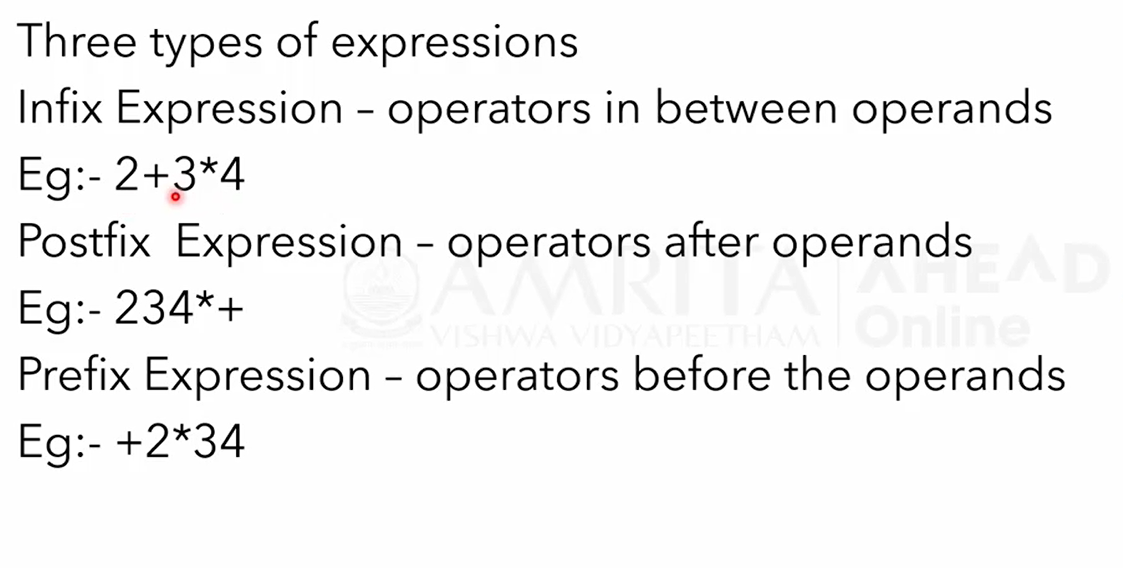 Three types of expressions
Infix Expression – operators in between operands
Eg:- 2+3*4
Postfix Expression – operators after operands
Eg:- 234*+
Prefix Expression – operators before the operands
Eg:- +2*34
AMRITA
VISHWA VIDYAPEETHAM
AHEAD
Online